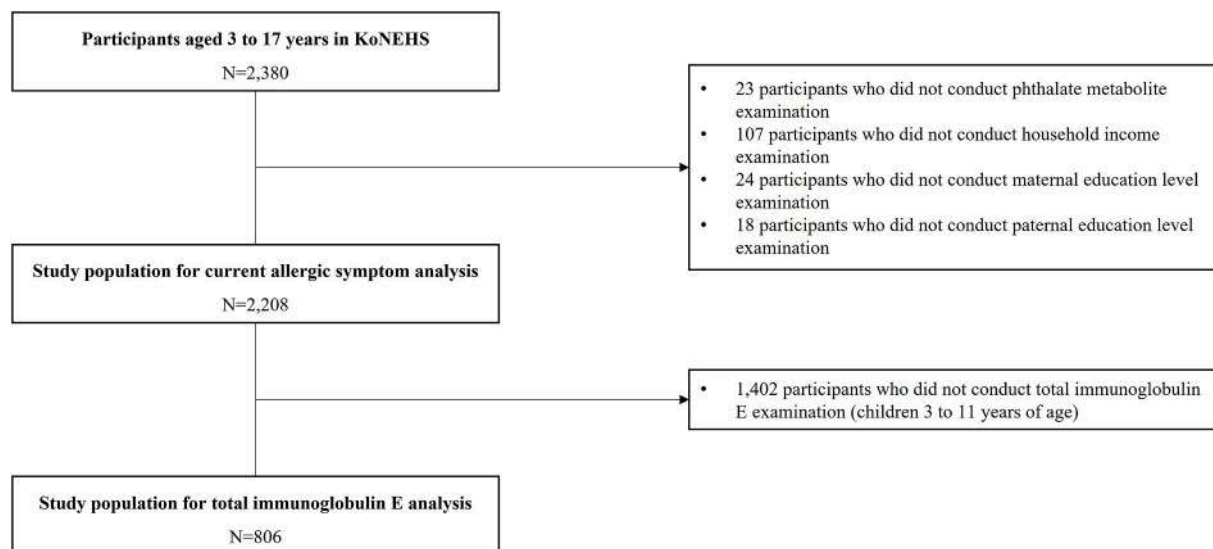 Participants aged 3 to 17 years in KoNEHS
N=2,380
• 23 participants who did not conduct phthalate metabolite
examination
• 107 participants who did not conduct household income
examination
• 24 participants who did not conduct maternal education level
examination
• 18 participants who did not conduct paternal education level
examination
Study population for current allergic symptom analysis
N=2,208
• 1,402 participants who did not conduct total immunoglobulin
E examination (children 3 to 11 years of age)
Study population for total immunoglobulin E analysis
N=806